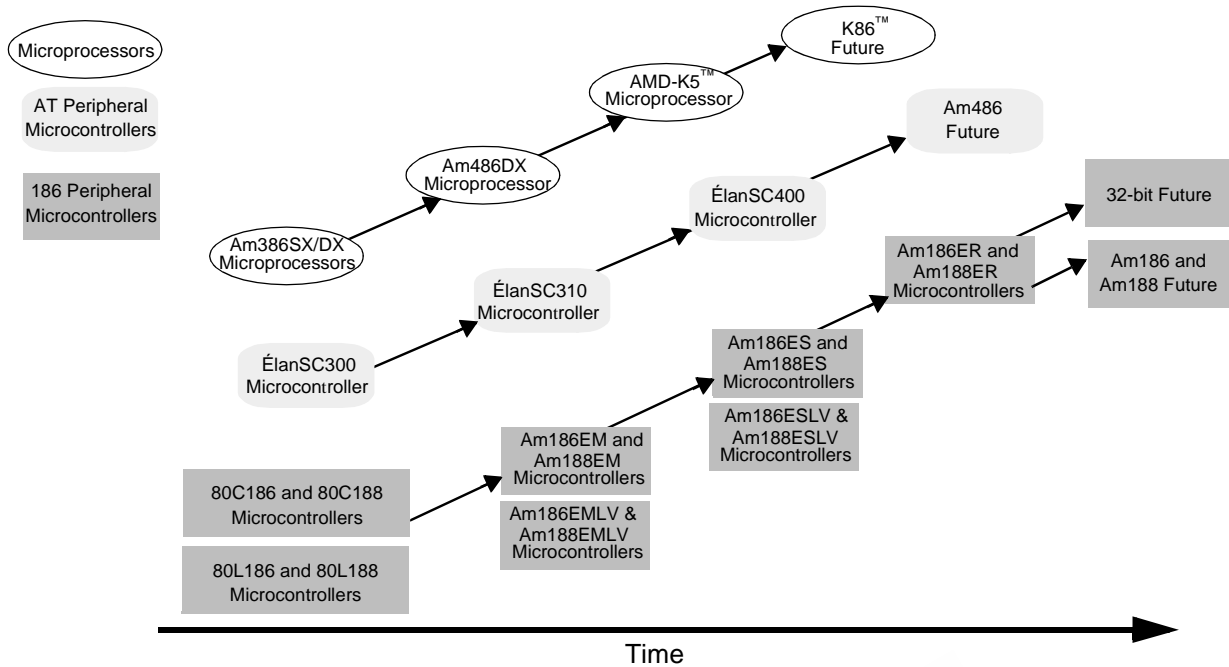 Microprocessors
AT Peripheral
Microcontrollers
186 Peripheral
Microcontrollers
K86™
Future
AMD-K5™
Microprocessor
Am486
Future
Am486DX
Microprocessor
ÉlanSC400
Microcontroller
32-bit Future
Am386SX/DX
Microprocessors
Am186ER and
Am188ER
Microcontrollers
Am186 and
Am188 Future
ÉlanSC310
Microcontroller
ÉlanSC300
Microcontroller
Am186ES and
Am188ES
Microcontrollers
Am186ESLV &
Am188ESLV
Microcontrollers
Am186EM and
Am188EM
Microcontrollers
Am186EMLV &
Am188EMLV
Microcontrollers
80C186 and 80C188
Microcontrollers
80L186 and 80L188
Microcontrollers
Time